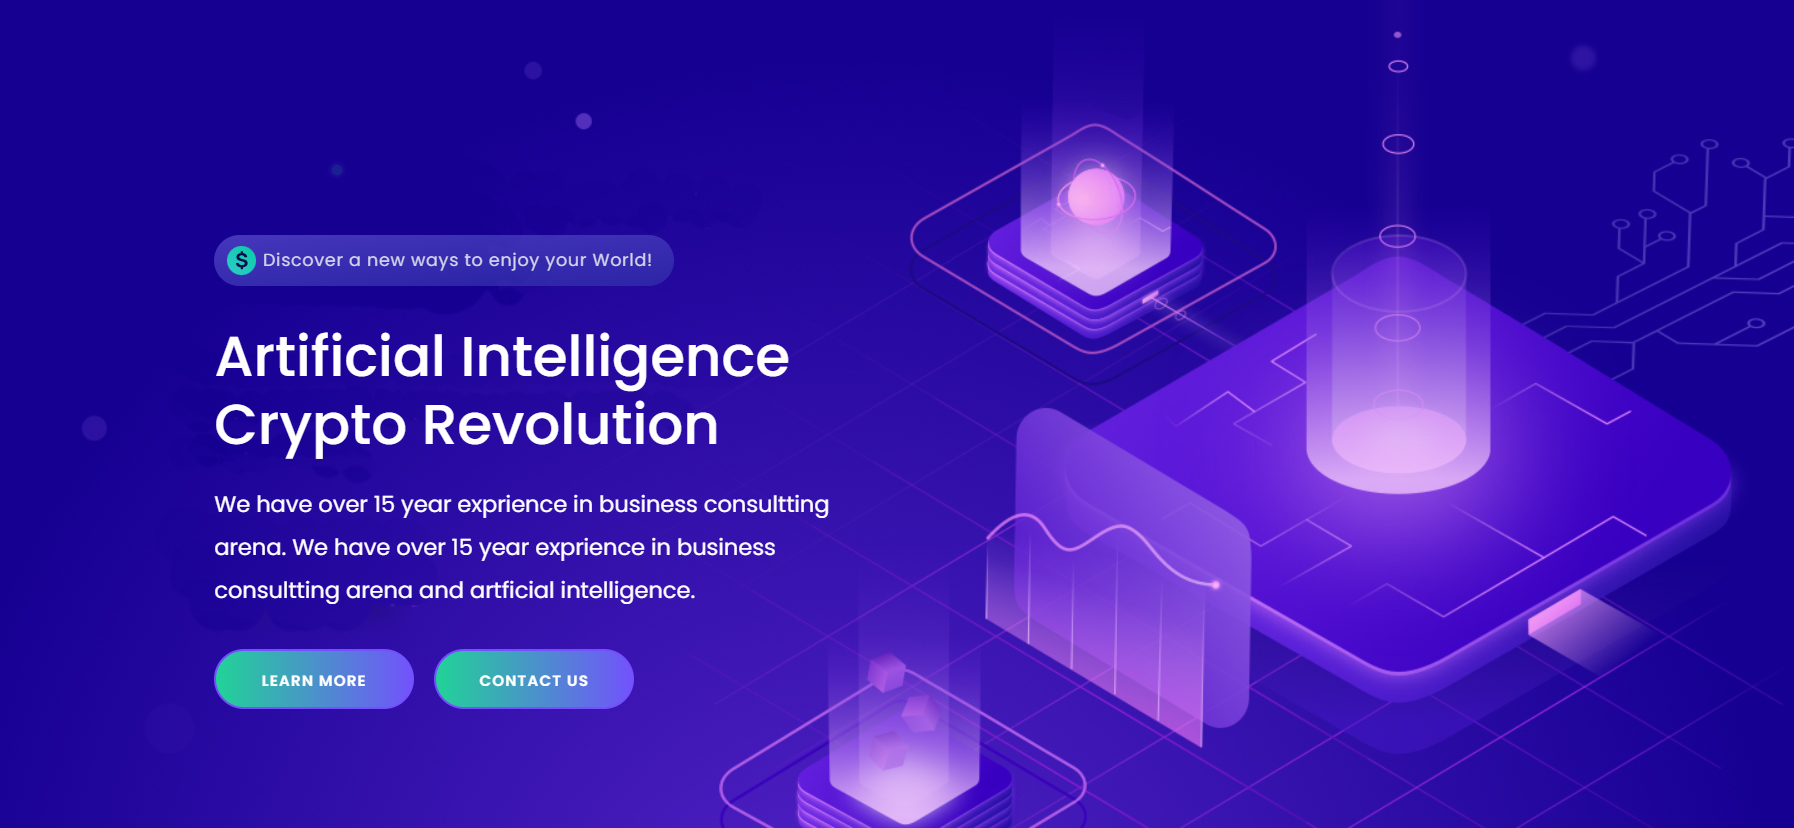 $ Discover a new ways to enjoy your World!
Artificial Intelligence
Crypto Revolution
We have over 15 year exprience in business consultting
arena. We have over 15 year exprience in business
consultting arena and artficial intelligence.
LEARN MORE
CONTACT US